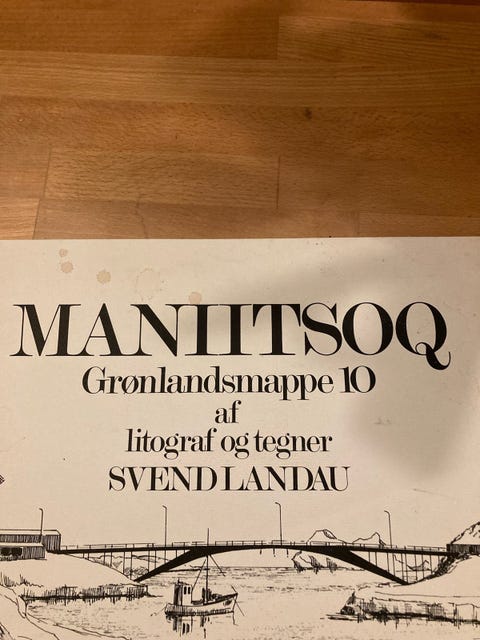 MANIITSOQ
Grønlandsmappe 10
af
litograf og tegner
SVEND LANDAU